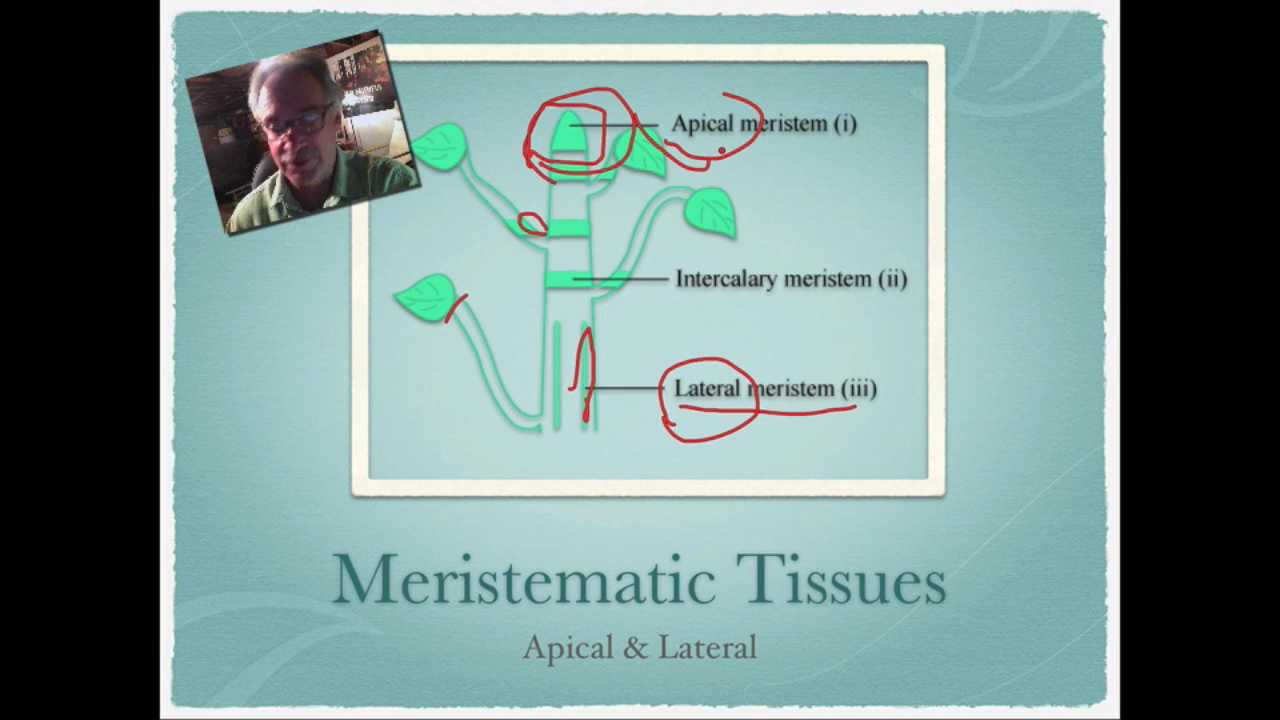 Apical meristem (i)
Intercalary meristem (ii)
Lateral meristem (iii)
Meristematic Tissues
Apical & Lateral